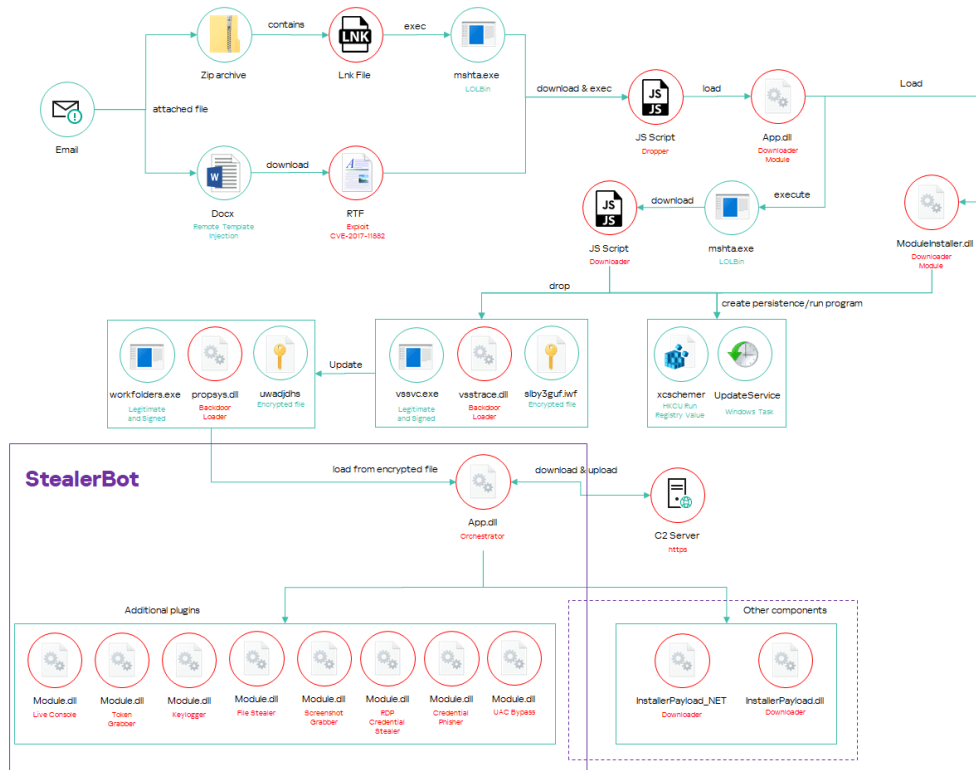 contains
exec
LNK
Zip archive
Lnk File
mshta.exe
LOLBin
download & exec
load
Load
JS
JS
attached file
Email
JS Script
Dropper
App.dll
Downloader
Module
download
W
A
execute
Docx
Remote Template
Injection
RTF
Exploit
CVE-2017-11882
JS
JS
download
JS Script
Downloader
mshta.exe
LOLBin
ModuleInstaller.dll
Downloader
Module
drop
create persistence/run program
Update
workfolders.exe
Legitimate
and Signed
propsys.dll
Backdoor
Loader
uwadjdhs
Encrypted file
vssvc.exe
Legitimate
and Signed
vsstrace.dll
Backdoor
Loader
slby3guf.iwf
Encrypted file
xcschemer
HKCU Run
Registry Value
UpdateService
Windows Task
StealerBot
load from encrypted file
download & upload
App.dll
Orchestrator
C2 Server
https
Additional plugins
Other components
Module.dll
Live Console
Module.dll
Token
Grabber
Module.dll
Keylogger
Module.dll
File Stealer
Module.dll
Screenshot
Grabber
Module.dll
RDP
Credential
Stealer
Module.dll
Credential
Phisher
Module.dll
UAC Bypass
InstallerPayload_NET
Downloader
InstallerPayload.dll
Downloader